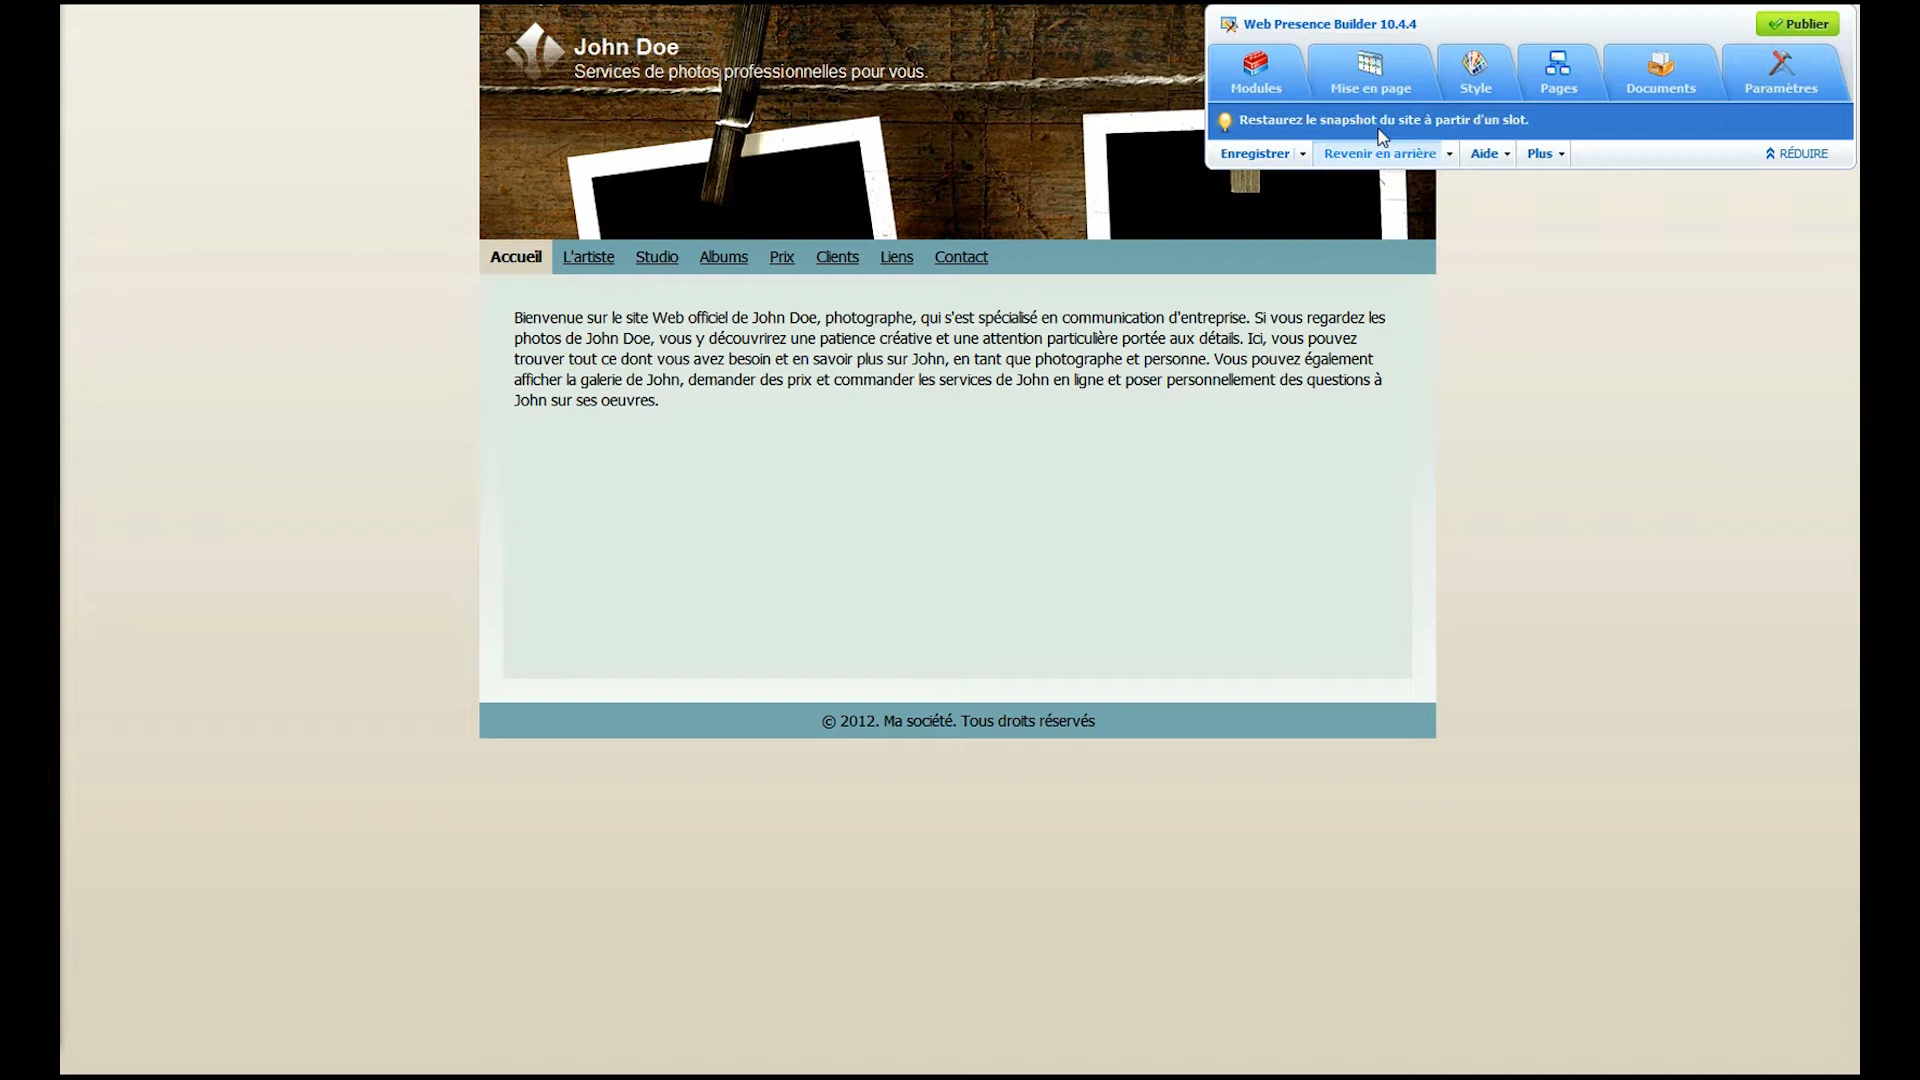 John Doe
Services de photos professionnelles pour vous.
Web Presence Builder 10.4.4
Publier
Modules
Mise en page
Style
Pages
Documents
Paramètres
Restaurez le snapshot du site à partir d'un slot.
Enregistrer
Revenir en arrière
Aide
Plus
RÉDUIRE
Accueil L'artiste Studio Albums Prix Clients Liens Contact
Bienvenue sur le site Web officiel de John Doe, photographe, qui s'est spécialisé en communication d'entreprise. Si vous regardez les
photos de John Doe, vous y découvrirez une patience créative et une attention particulière portée aux détails. Ici, vous pouvez
trouver tout ce dont vous avez besoin et en savoir plus sur John, en tant que photographe et personne. Vous pouvez également
afficher la galerie de John, demander des prix et commander les services de John en ligne et poser personnellement des questions à
John sur ses oeuvres.
© 2012. Ma société. Tous droits réservés